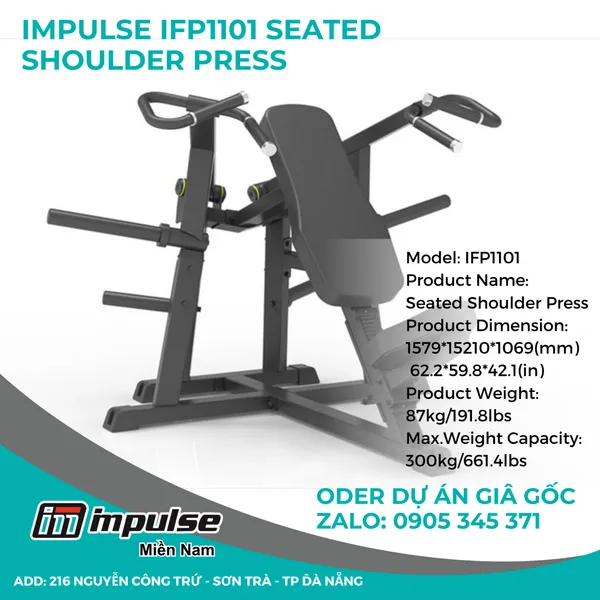 IMPULSE IFP1101 SEATED
SHOULDER PRESS
Model: IFP1101
Product Name:
Seated Shoulder Press
Product Dimension:
1579*15210*1069(mm)
62.2*59.8*42.1(in)
Product Weight:
87kg/191.8lbs
Max.Weight Capacity:
300kg/661.4lbs
ODER DỰ ÁN GIÂ GỐC
ZALO: 0905 345 371
im impulse
Miền Nam
ADD: 216 NGUYỄN CÔNG TRỨ - SƠN TRÀ - TP ĐÀ NẴNG